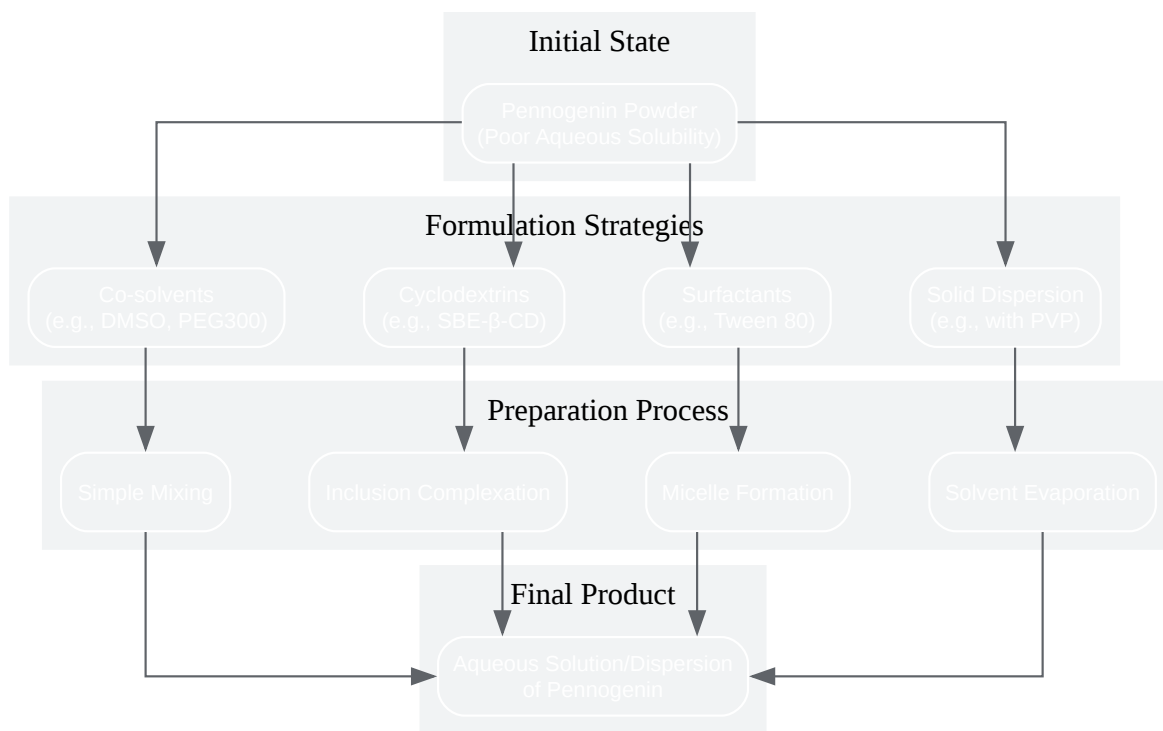 Initial State
Pennogenin Powder
(Poor Aqueous Solubility)
Formulation Strategies
Co-solvents
(e.g., DMSO, PEG300)
Cyclodextrins
(e.g., SBE-β-CD)
Surfactants
(e.g., Tween 80)
Solid Dispersion
(e.g., with PVP)
Preparation Process
Simple Mixing
Inclusion Complexation
Micelle Formation
Solvent Evaporation
Final Product
Aqueous Solution/Dispersion
of Pennogenin